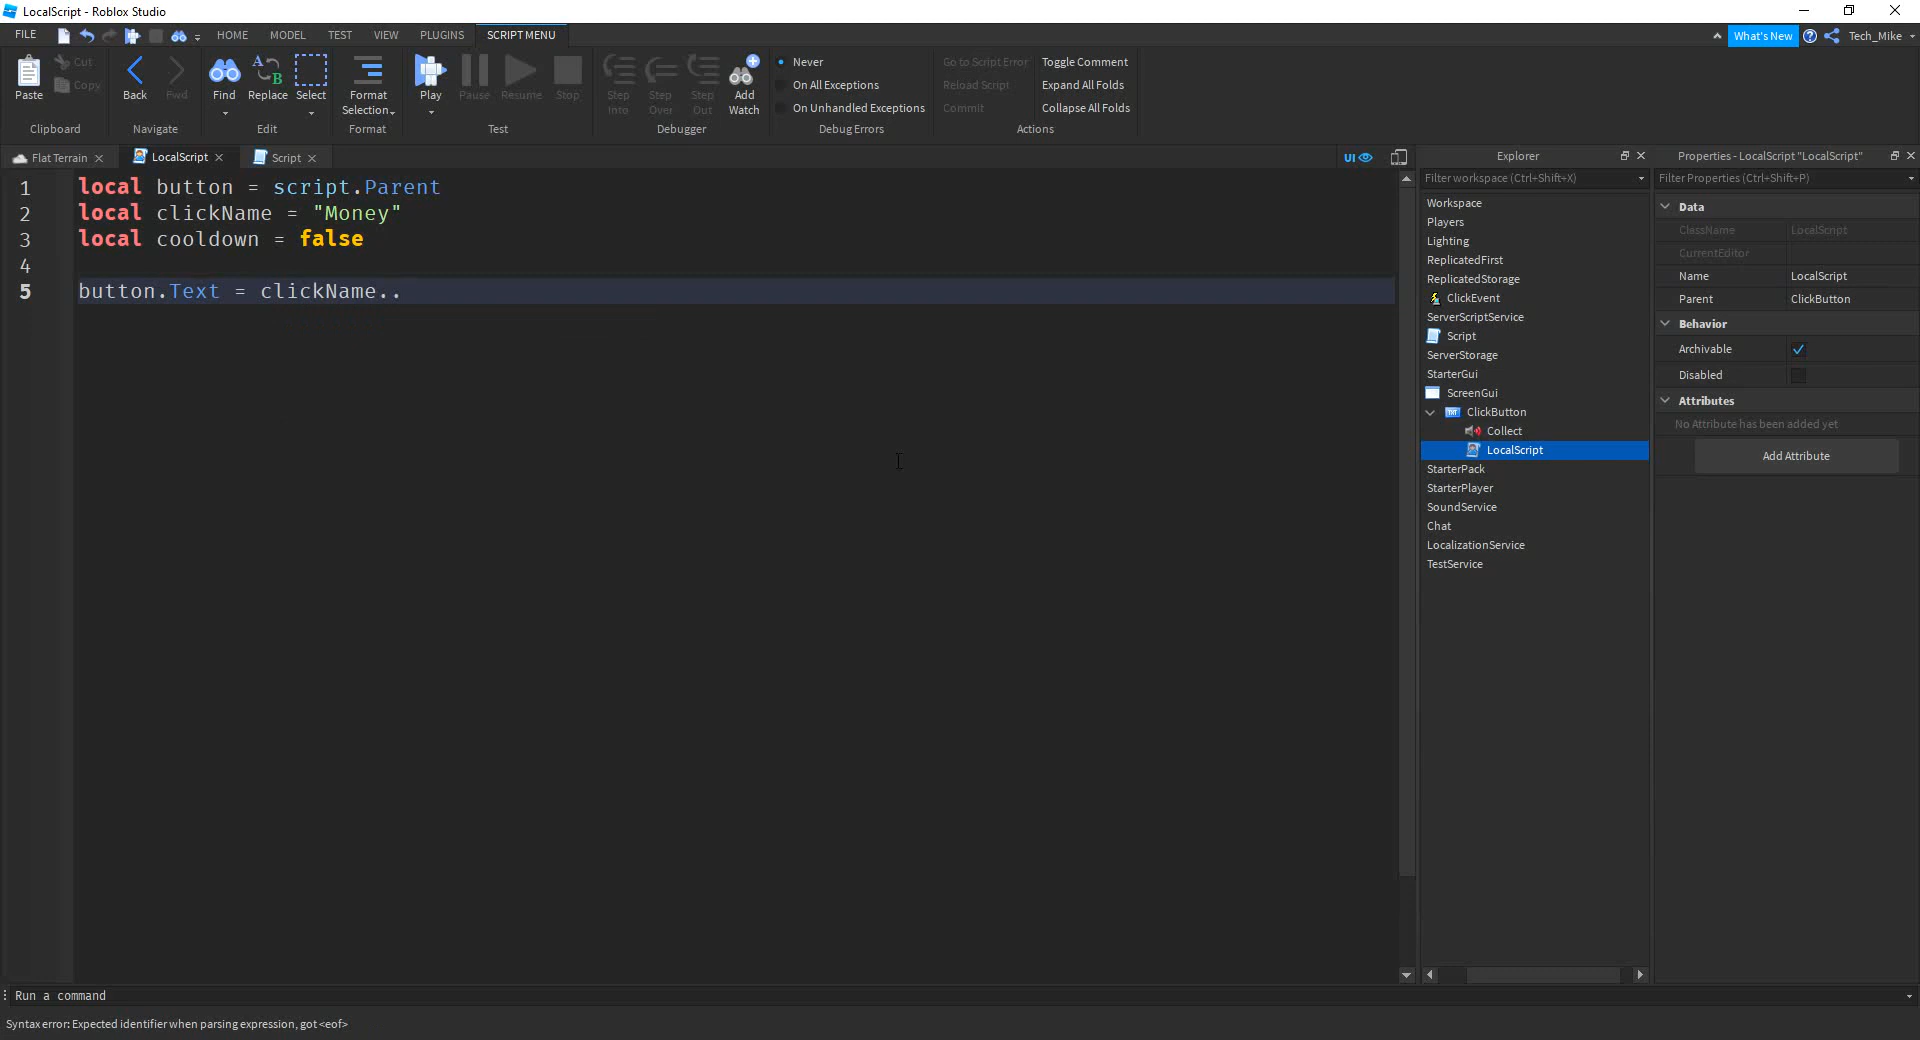 LocalScript - Roblox Studio
FILE HOME MODEL TEST VIEW PLUGINS SCRIPT MENU What's New Tech_Mike
Paste Cut Copy
Clipboard
Back Fwd
Navigate
Find Replace Select
Edit
Format Selection
Format
Play Pause Resume Stop
Test
Step Into Step Over Step Out Add Watch
Debugger
Never
On All Exceptions
On Unhandled Exceptions
Debug Errors
Go to Script Error Toggle Comment
Reload Script Expand All Folds
Commit Collapse All Folds
Actions
Flat Terrain LocalScript Script UI
1 local button = script.Parent
2 local clickName = "Money"
3 local cooldown = false
4
5 button.Text = clickName..
Explorer
Filter workspace (Ctrl+Shift+X)
Workspace
Players
Lighting
ReplicatedFirst
ReplicatedStorage
ClickEvent
ServerScriptService
Script
ServerStorage
StarterGui
ScreenGui
ClickButton
Collect
LocalScript
StarterPack
StarterPlayer
SoundService
Chat
LocalizationService
TestService
Properties - LocalScript "LocalScript"
Filter Properties (Ctrl+Shift+P)
Data
ClassName LocalScript
CurrentEditor
Name LocalScript
Parent ClickButton
Behavior
Archivable
Disabled
Attributes
No Attribute has been added yet
Add Attribute
Run a command
Syntax error: Expected identifier when parsing expression, got <eof>